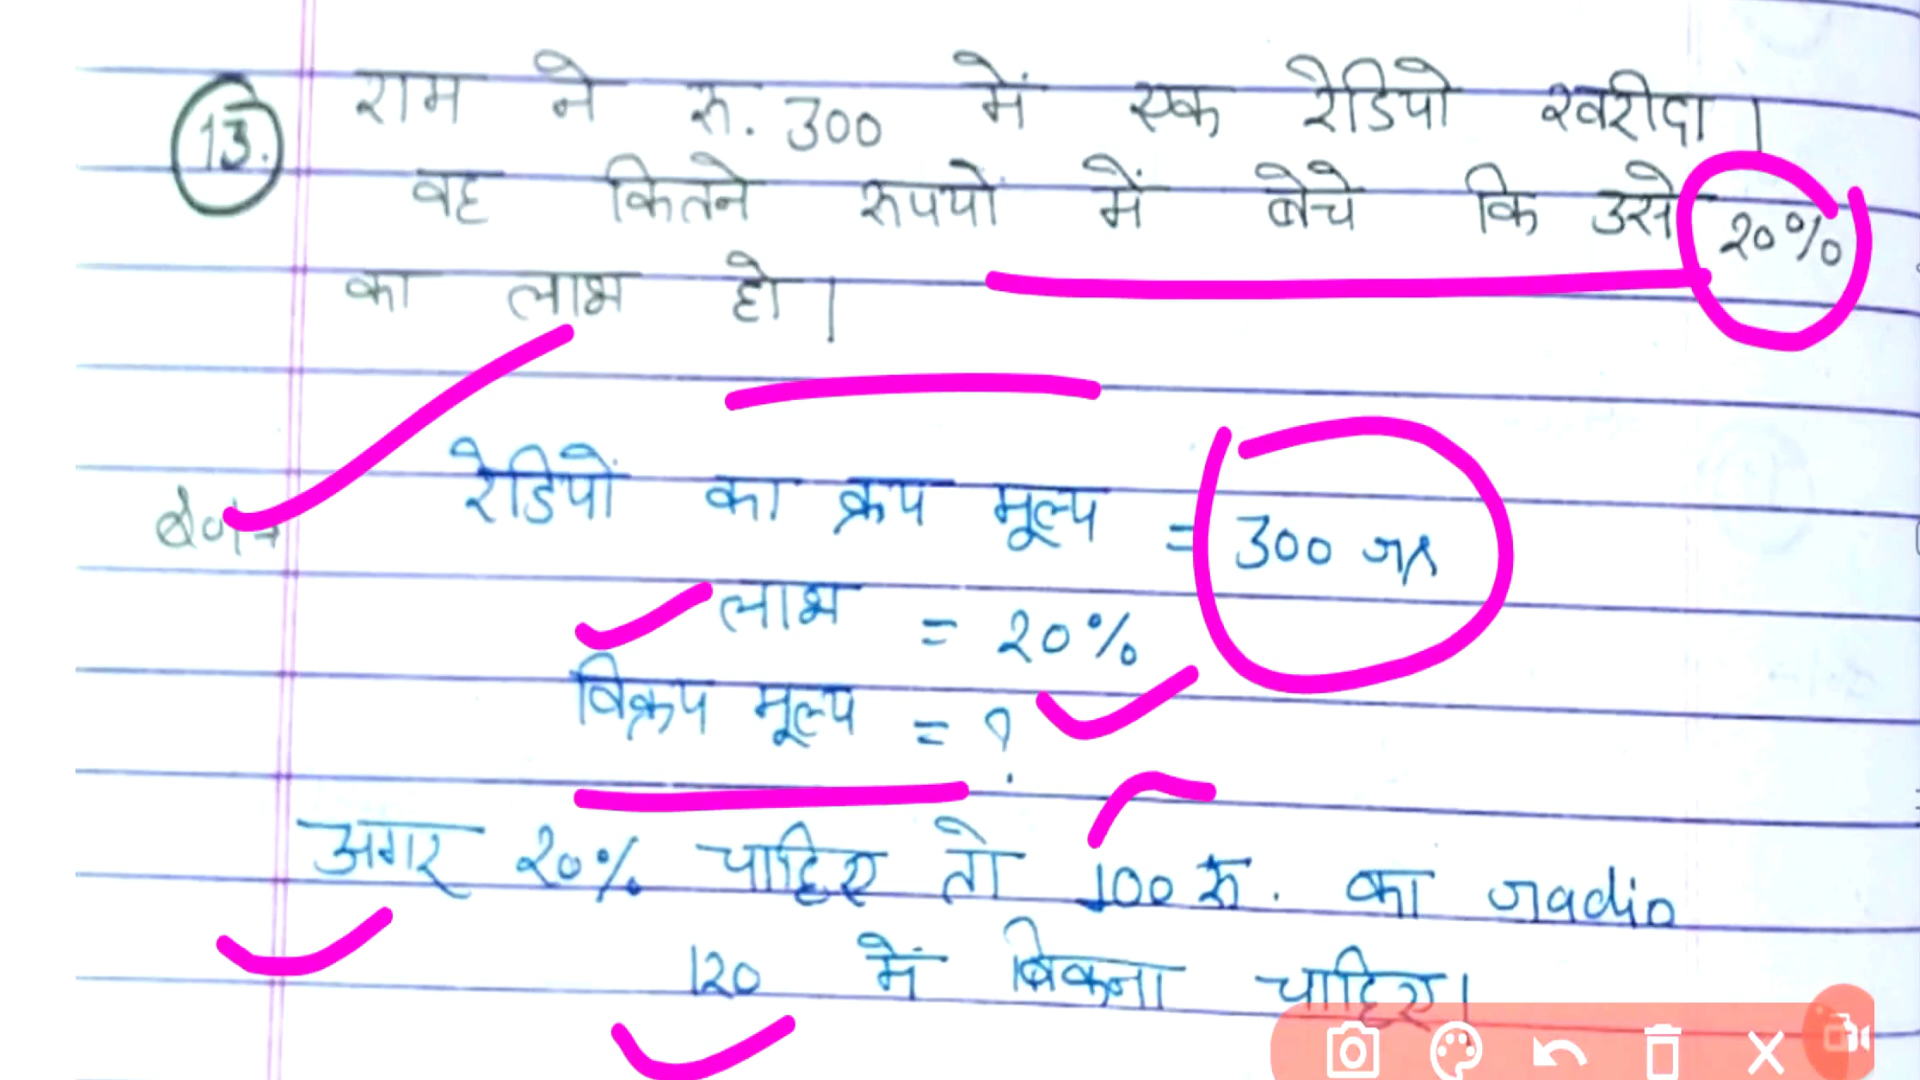 13. राम ने रु. 300 में एक रेडियो खरीदा।
वह कितने रुपयों में बेचे कि उसे 20%
का लाभ हो।
रेडियों का क्रय मूल्य = 300
लाभ = 20%
विक्रय मूल्य = ?
अगर 20% चाहिए तो 100 रु. का radio
120 में बिकना चाहिए।